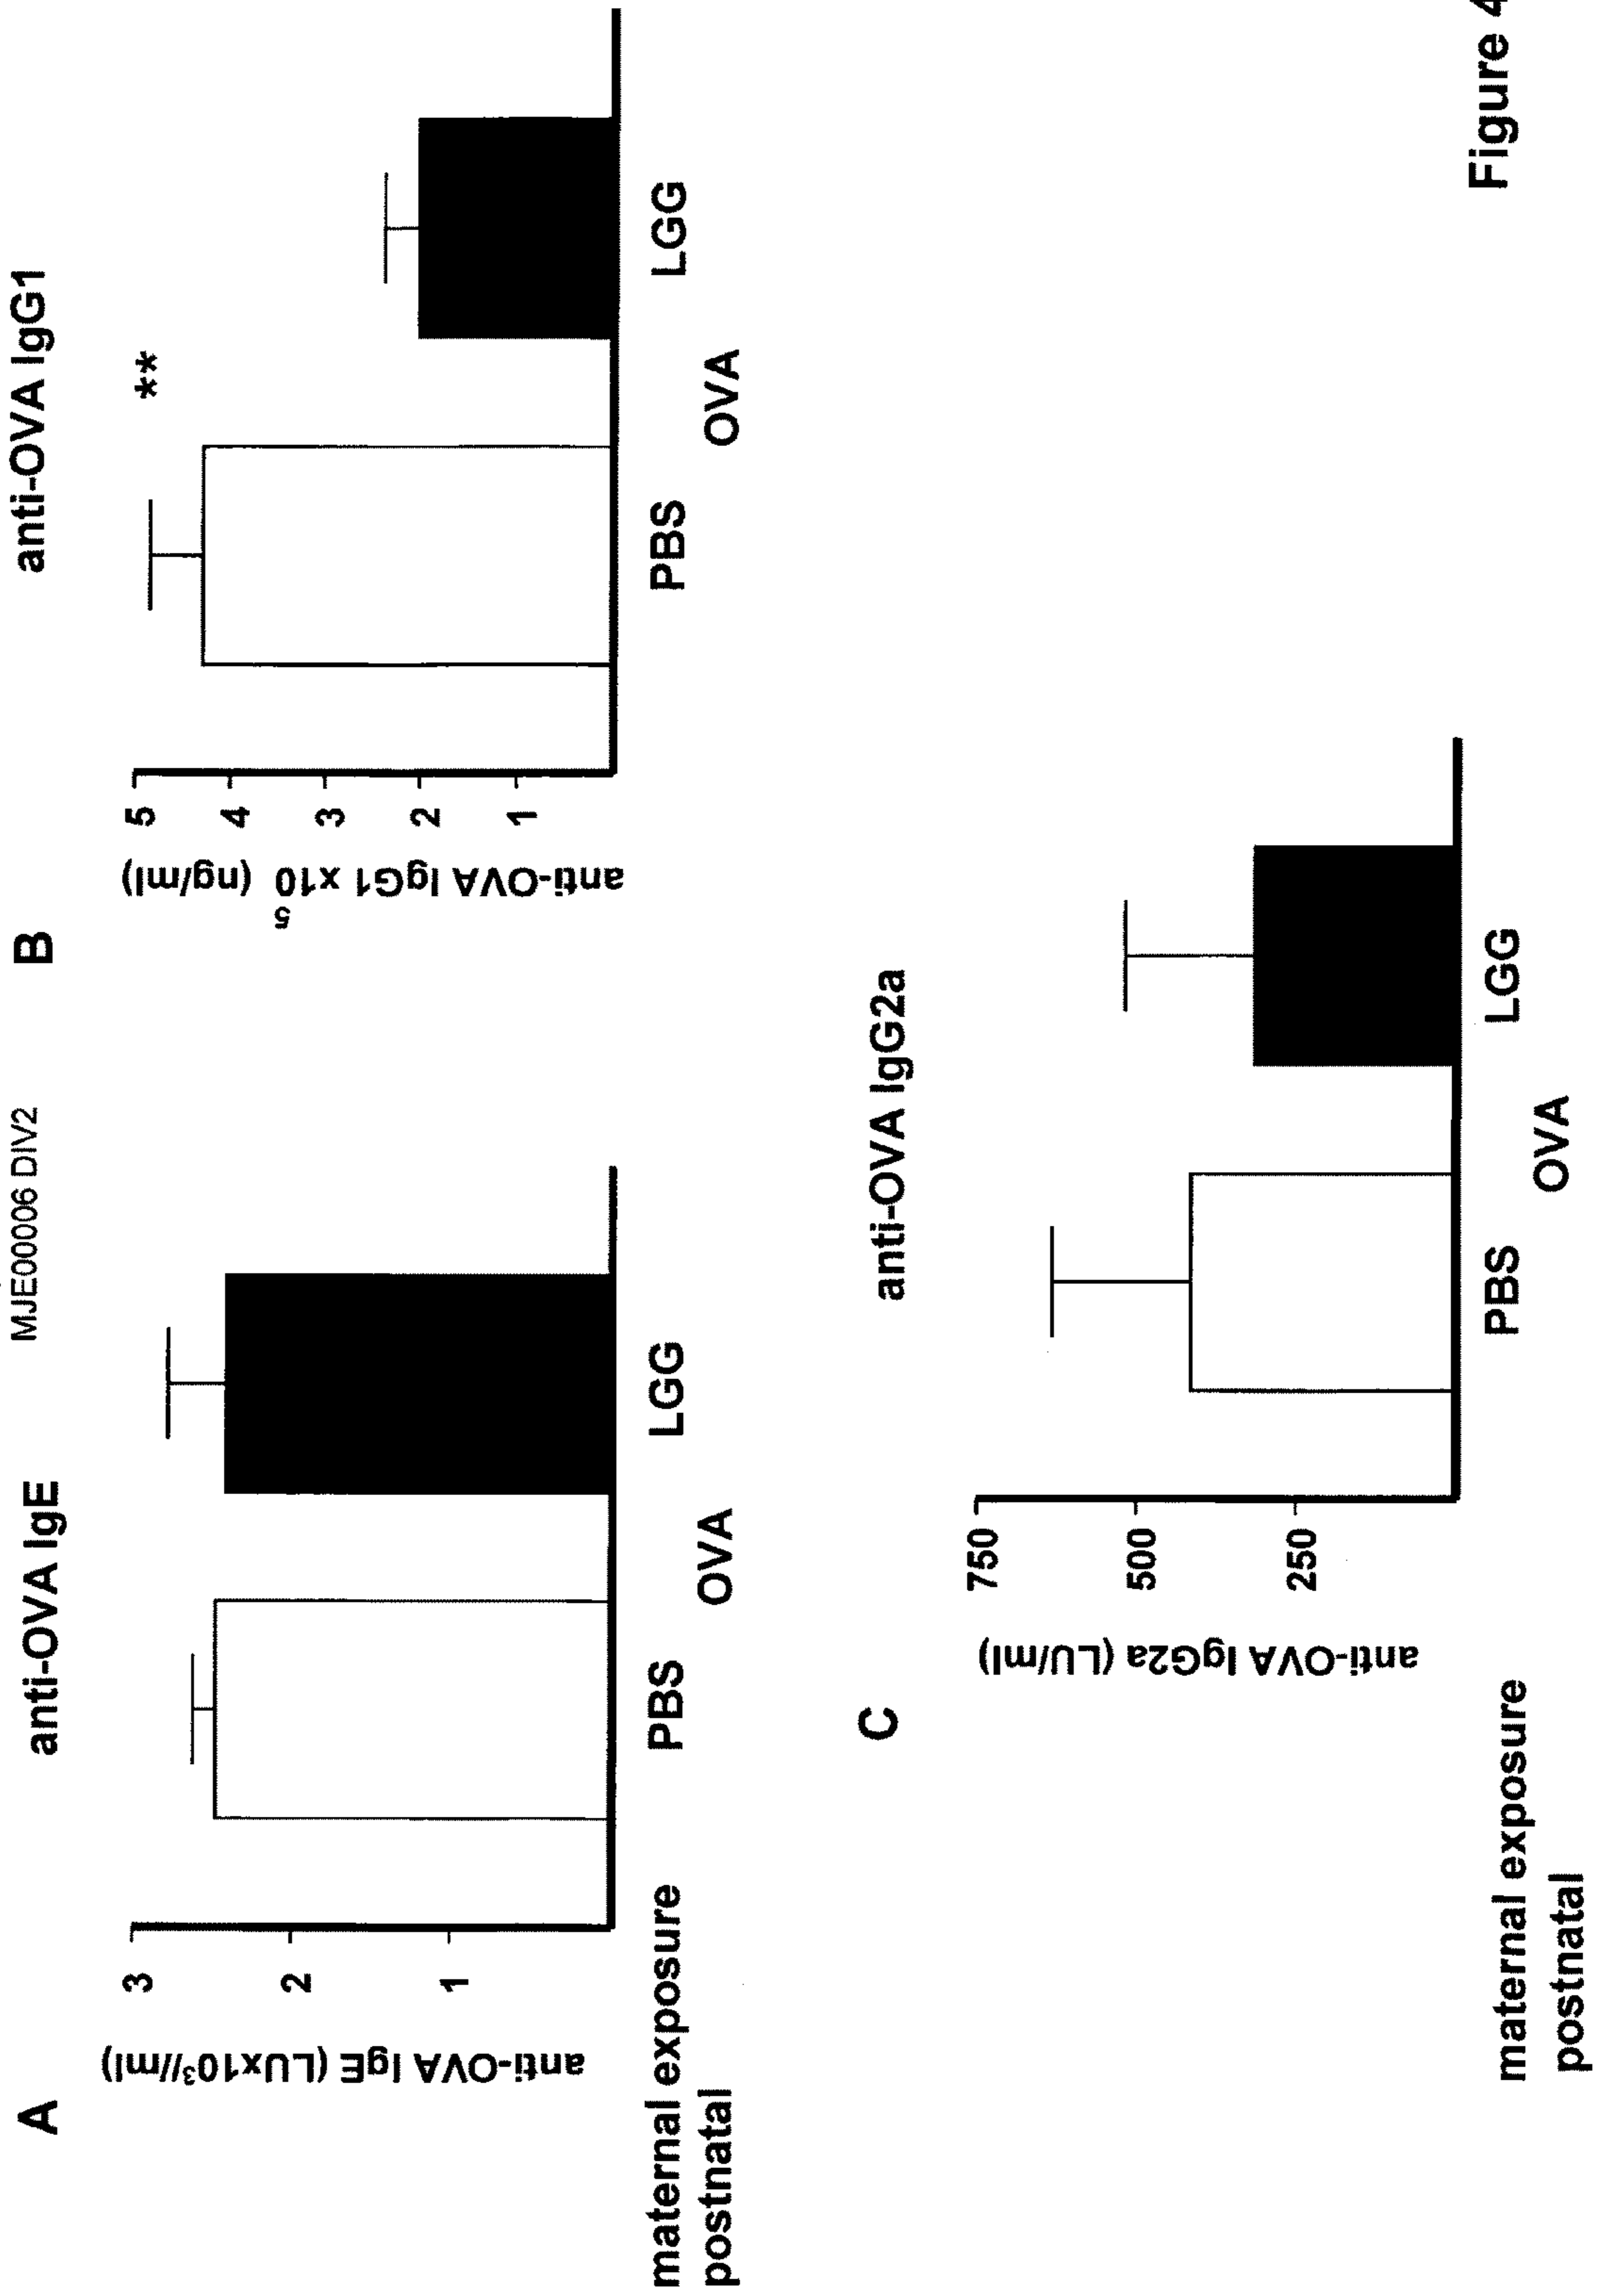 MJE00006 DIV2
A
anti-OVA IgE
anti-OVA IgE (LUx10³//ml)
3
2
1
PBS
LGG
maternal exposure
postnatal
OVA
B
anti-OVA IgG1
anti-OVA IgG1 x10⁵ (ng/ml)
5
4
3
2
1
**
PBS
LGG
OVA
C
anti-OVA IgG2a
anti-OVA IgG2a (LU/ml)
750
500
250
PBS
LGG
maternal exposure
postnatal
OVA
Figure 4